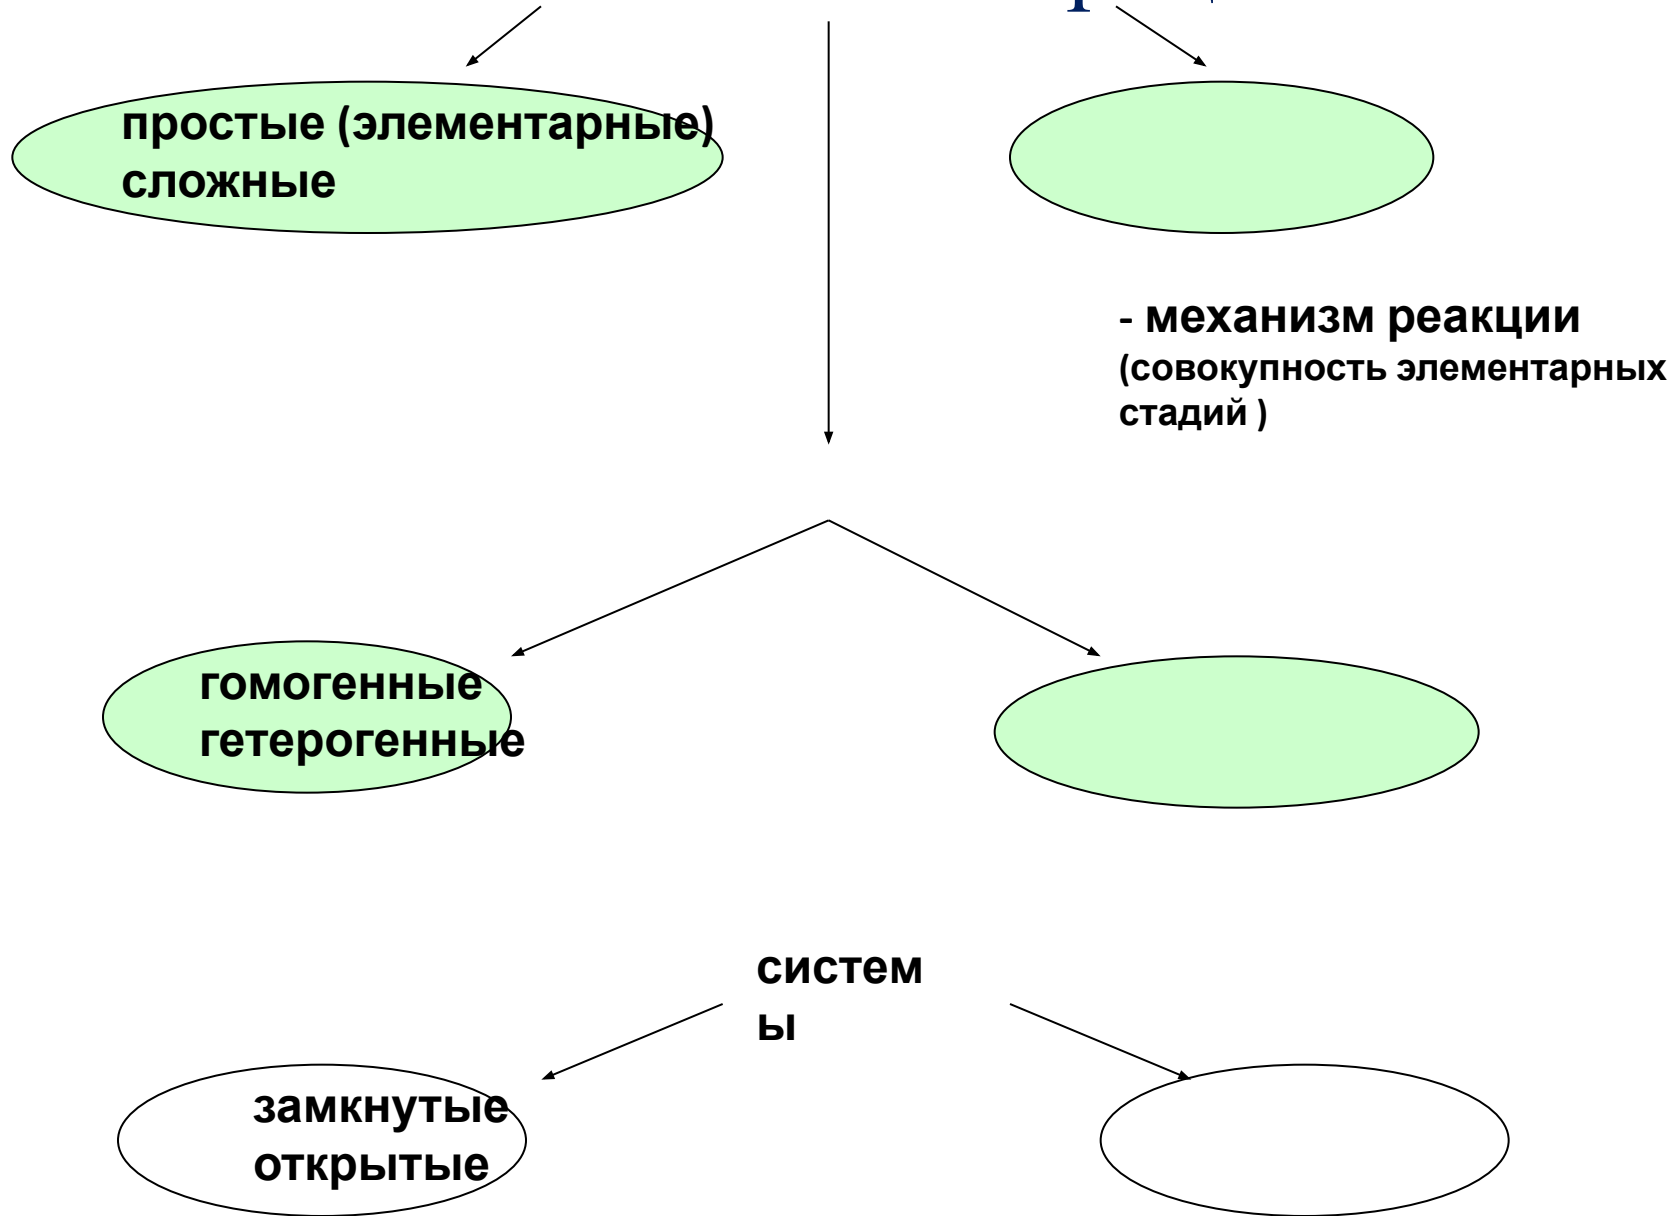 простые (элементарные)
сложные
- механизм реакции
(совокупность элементарных
стадий )
гомогенные
гетерогенные
систем
ы
замкнутые
открытые